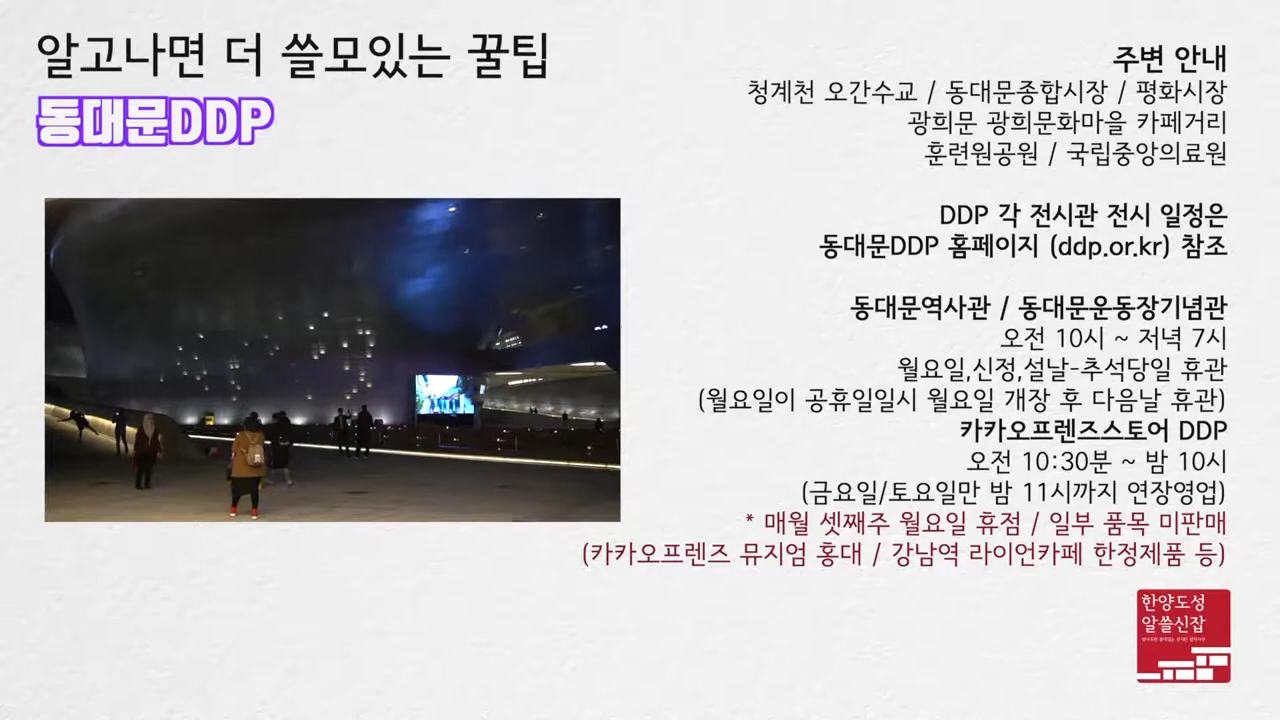 알고나면 더 쓸모있는 꿀팁
동대문DDP
주변 안내
청계천 오간수교 / 동대문종합시장 / 평화시장
광희문 광희문화마을 카페거리
훈련원공원 / 국립중앙의료원
DDP 각 전시관 전시 일정은
동대문DDP 홈페이지 (ddp.or.kr) 참조
동대문역사관 / 동대문운동장기념관
오전 10시 ~ 저녁 7시
월요일,신정,설날-추석당일 휴관
(월요일이 공휴일일시 월요일 개장 후 다음날 휴관)
카카오프렌즈스토어 DDP
오전 10:30분 ~ 밤 10시
(금요일/토요일만 밤 11시까지 연장영업)
* 매월 셋째주 월요일 휴점 / 일부 품목 미판매
(카카오프렌즈 뮤지엄 홍대 / 강남역 라이언카페 한정제품 등)
한양도성
알쓸신잡